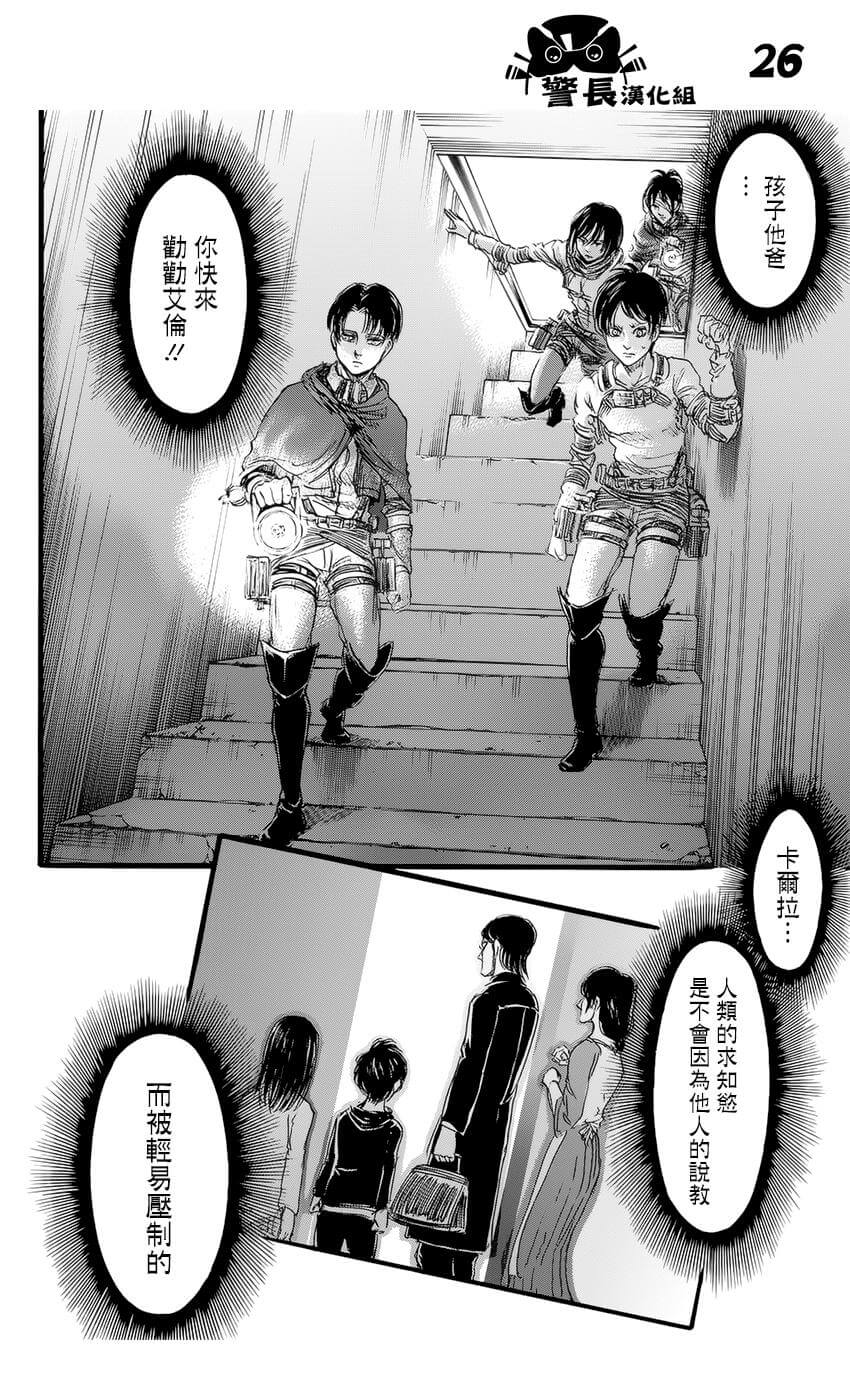 警長漢化組
26
孩子他爸
…
你快來
勸勸艾倫!!
卡爾拉…
人類的求知慾
是不會因為他人的說教
而被輕易壓制的